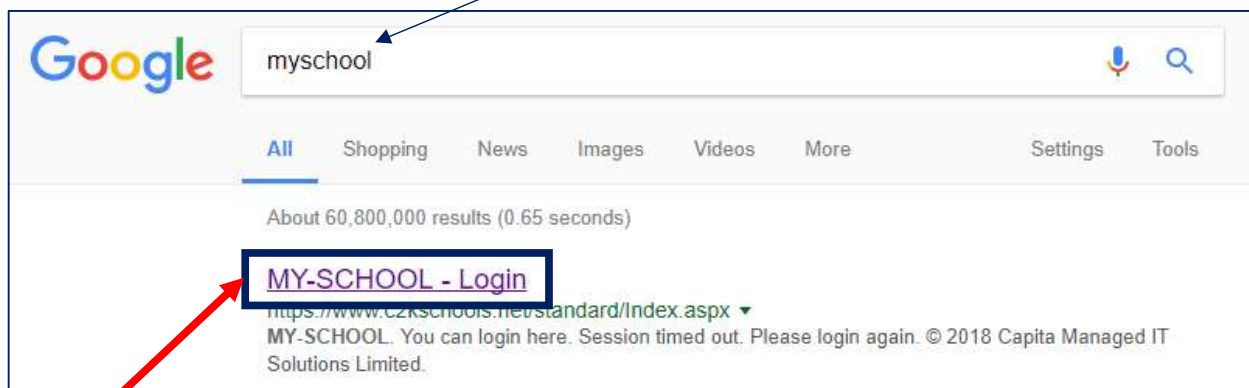 Google
myschool
All Shopping News Images Videos More Settings Tools
About 60,800,000 results (0.65 seconds)
MY-SCHOOL - Login
https://www.c2kschools.net/standard/Index.aspx
MY-SCHOOL. You can login here. Session timed out. Please login again. © 2018 Capita Managed IT
Solutions Limited.